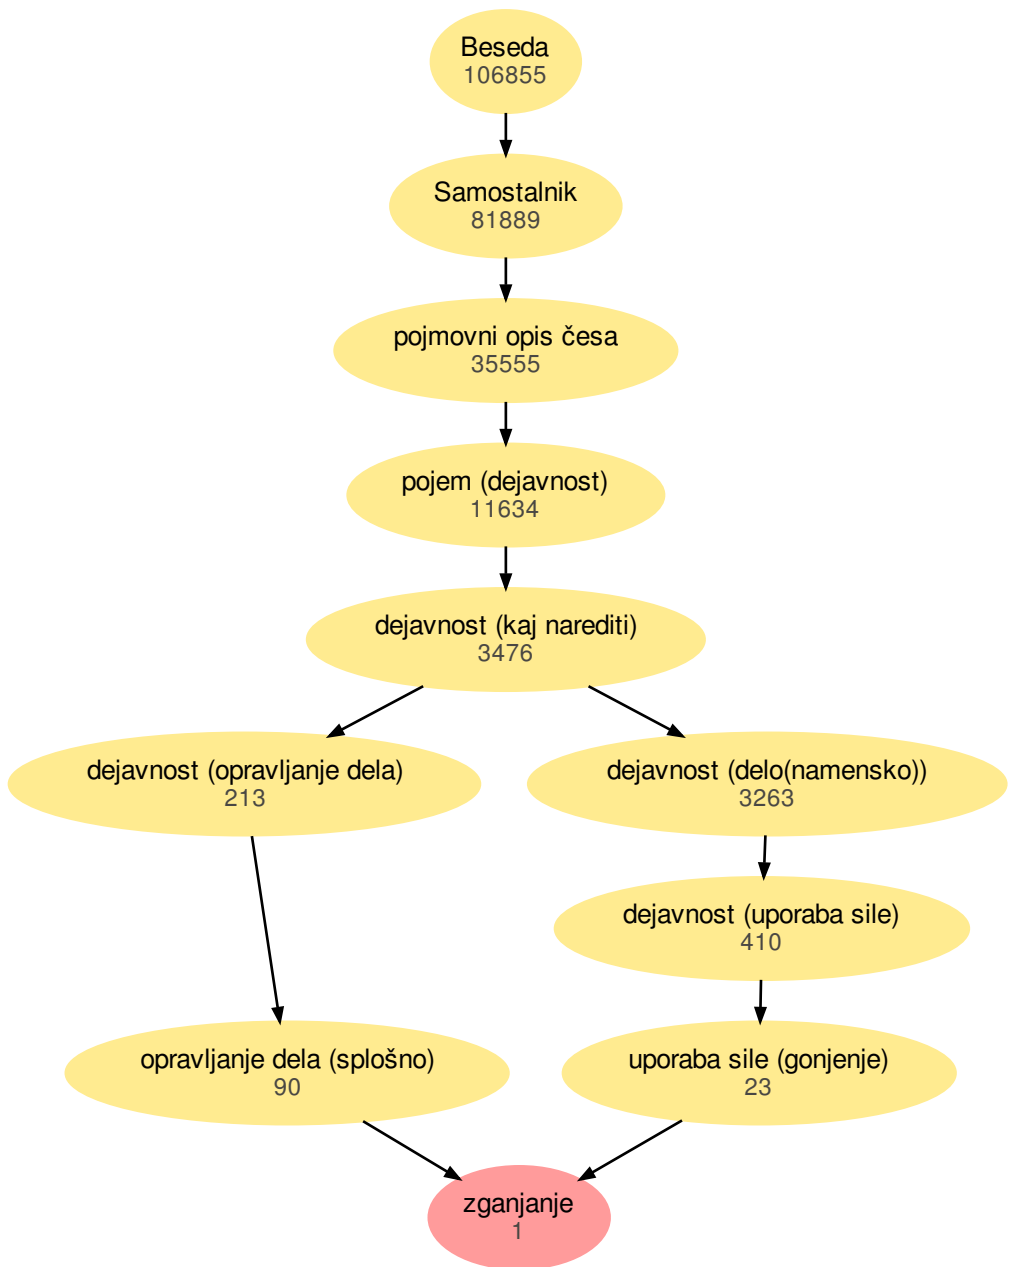 Beseda
106855
Samostalnik
81889
pojmovni opis česa
35555
pojem (dejavnost)
11634
dejavnost (kaj narediti)
3476
dejavnost (opravljanje dela)
213
dejavnost (delo(namensko))
3263
dejavnost (uporaba sile)
410
opravljanje dela (splošno)
90
uporaba sile (gonjenje)
23
zganjanje
1